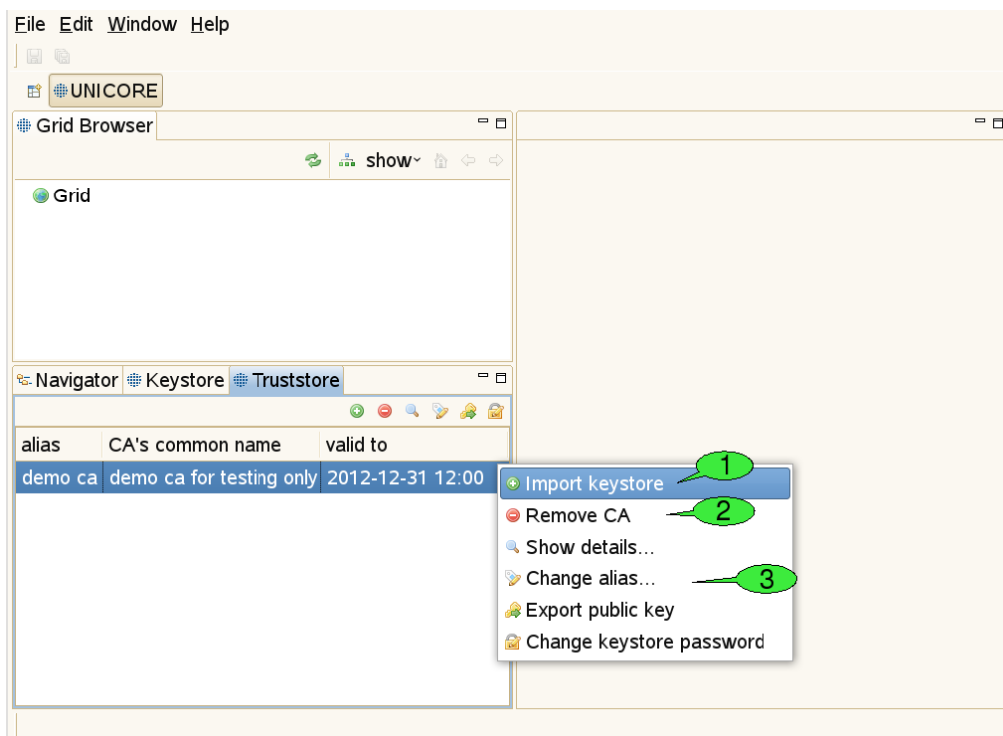 File Edit Window Help
UNICORE
Grid Browser
show
Grid
Navigator Keystore Truststore
alias CA's common name valid to
demo ca demo ca for testing only 2012-12-31 12:00
Import keystore 1
Remove CA 2
Show details...
Change alias... 3
Export public key
Change keystore password